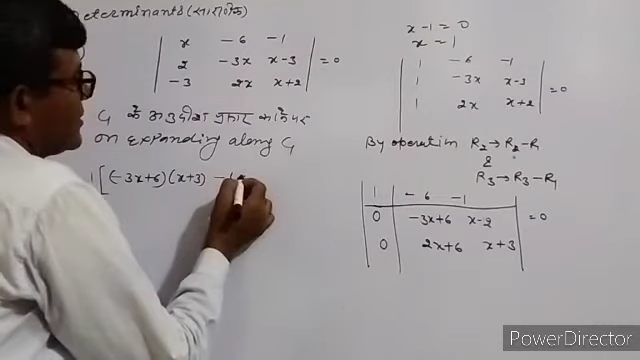 Determinants (सारणिक)
x -6 -1
2 -3x x-3 = 0
-3 2x x+2
C₁ के अनुदीश प्रसार करने पर
on expanding along C₁
1[(-3x+6)(x+3) -
x-1=0
x=1
1 -6 -1
1 -3x x-3 = 0
1 2x x+2
By operation R₂→R₂-R₁
&
R₃→R₃-R₁
1 -6 -1
0 -3x+6 x-2 = 0
0 2x+6 x+3
PowerDirector